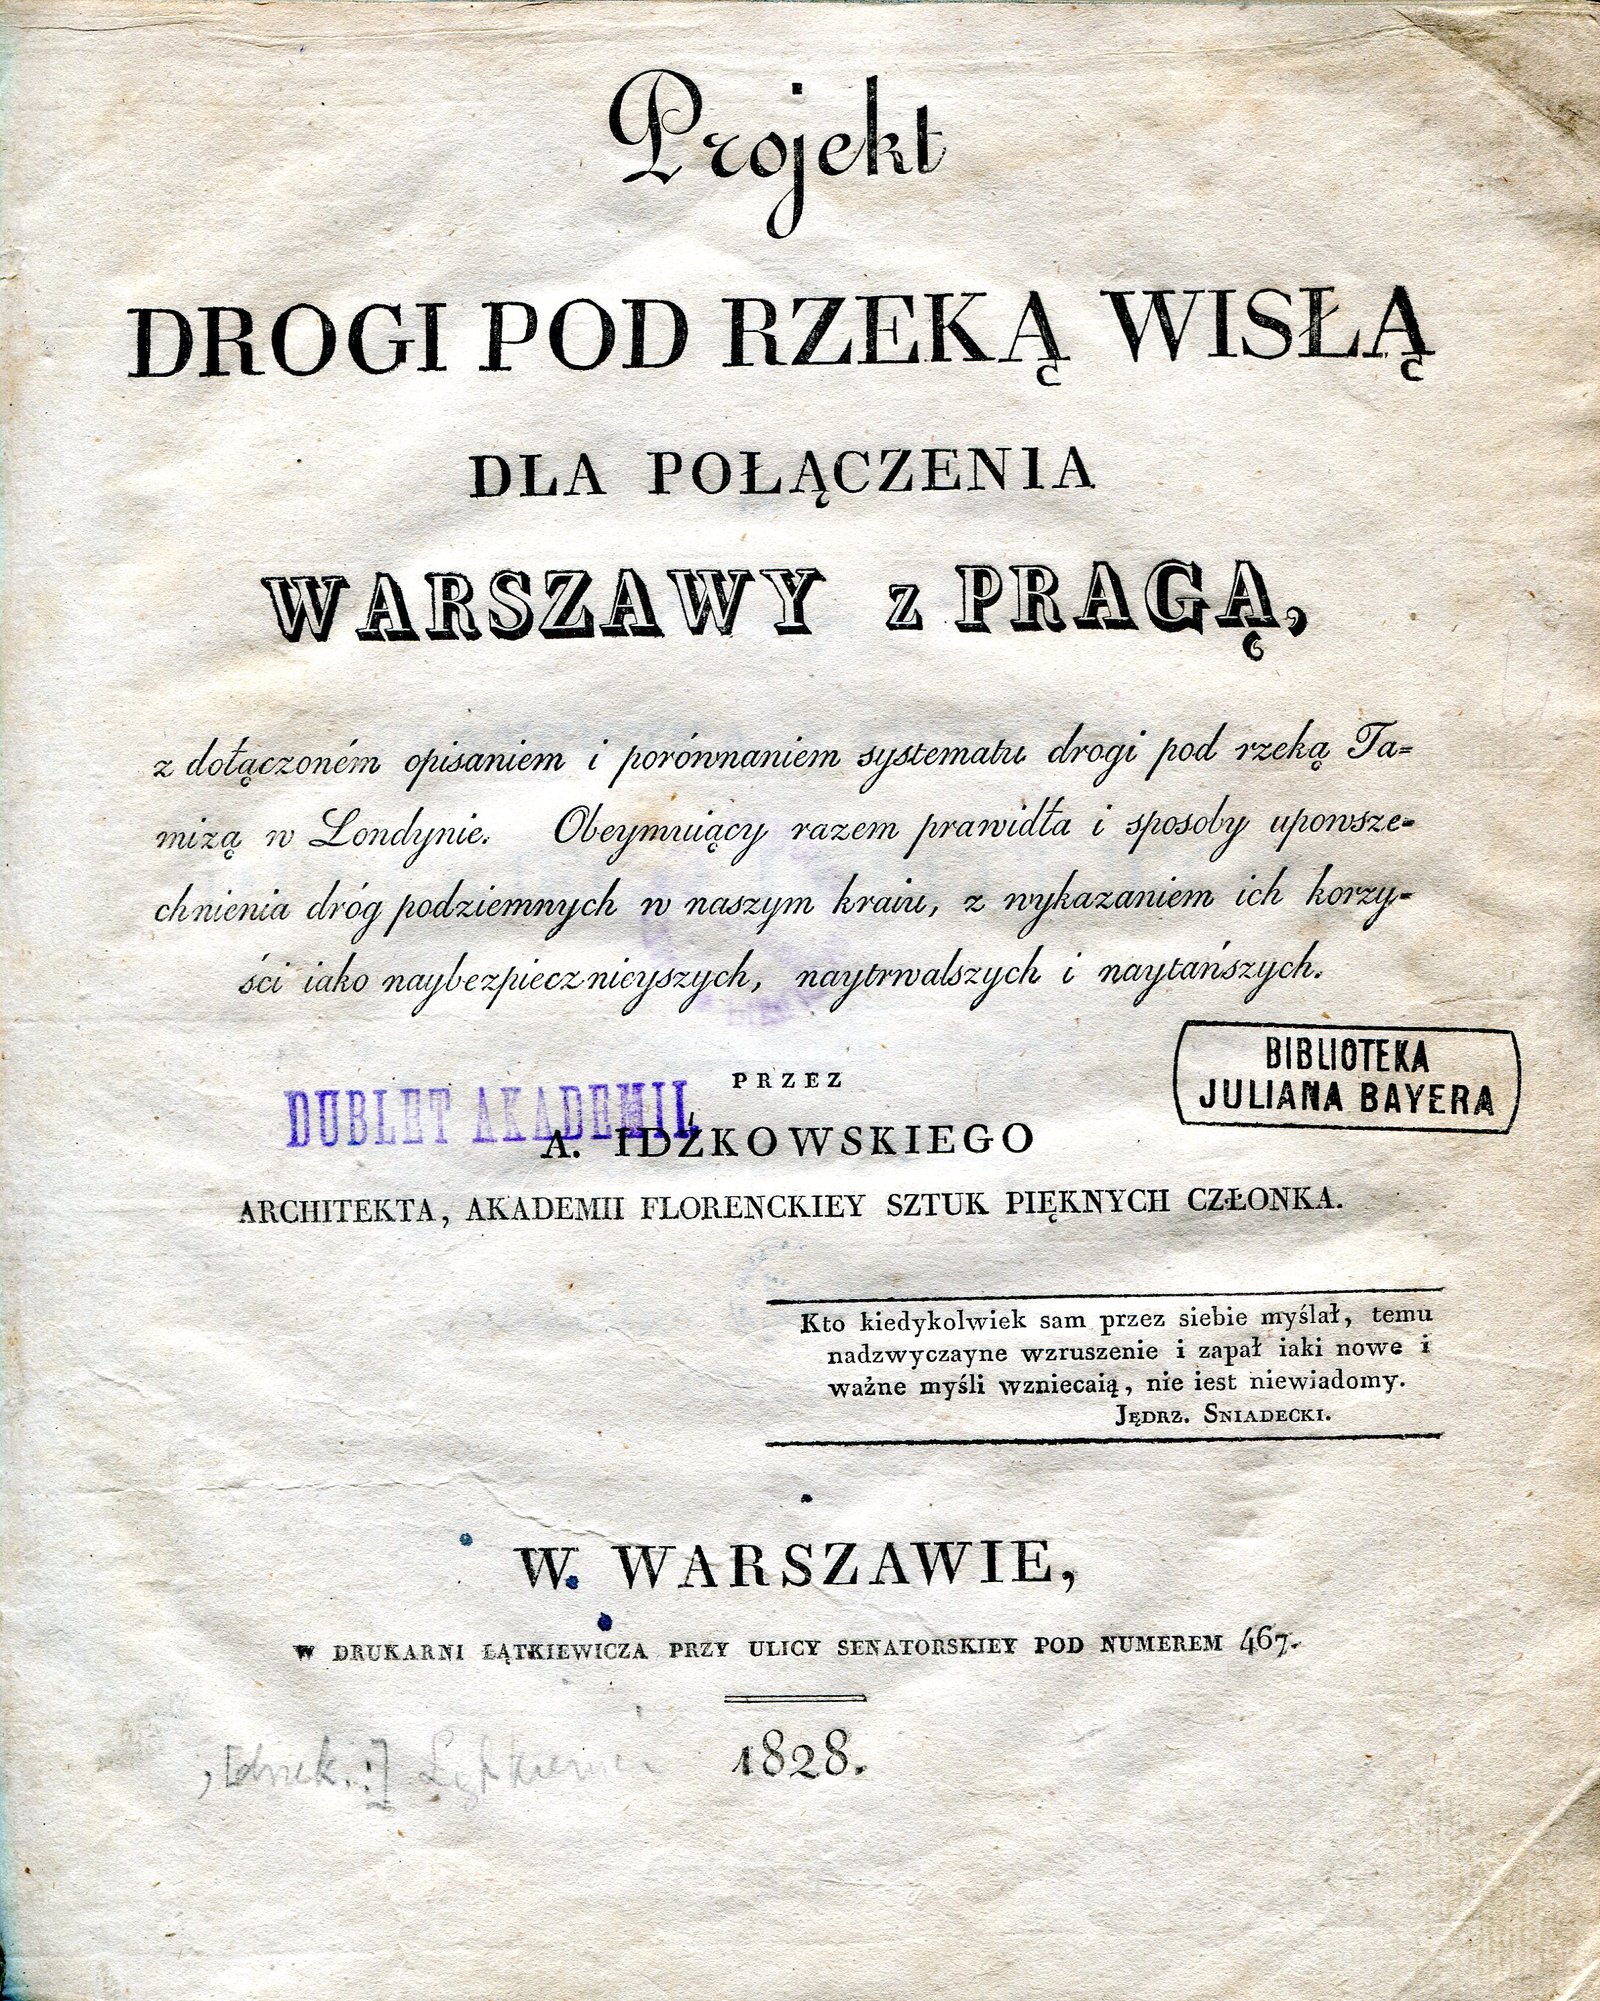 Projekt
DROGI POD RZEKĄ WISŁĄ
DLA POŁĄCZENIA
WARSZAWY z PRAGĄ,
z dołączoném opisaniem i porównaniem systematu drogi pod rzeką Ta=
mizą w Londynie. Obeymuiący razem prawidła i sposoby upowsze=
chnienia dróg podziemnych w naszym kraiu, z wykazaniem ich korzy=
ści iako naybezpiecznieyszych, naytrwalszych i naytańszych.
PRZEZ
DUBLET AKADEMII
BIBLIOTEKA
JULIANA BAYERA
A. IDŹKOWSKIEGO
ARCHITEKTA, AKADEMII FLORENCKIEY SZTUK PIĘKNYCH CZŁONKA.
Kto kiedykolwiek sam przez siebie myślał, temu
nadzwyczayne wzruszenie i zapał iaki nowe i
ważne myśli wzniecaią, nie iest niewiadomy.
JĘDRZ. SNIADECKI.
W. WARSZAWIE,
W DRUKARNI ŁĄTKIEWICZA PRZY ULICY SENATORSKIEY POD NUMEREM 467.
1828.
, [druk.:]